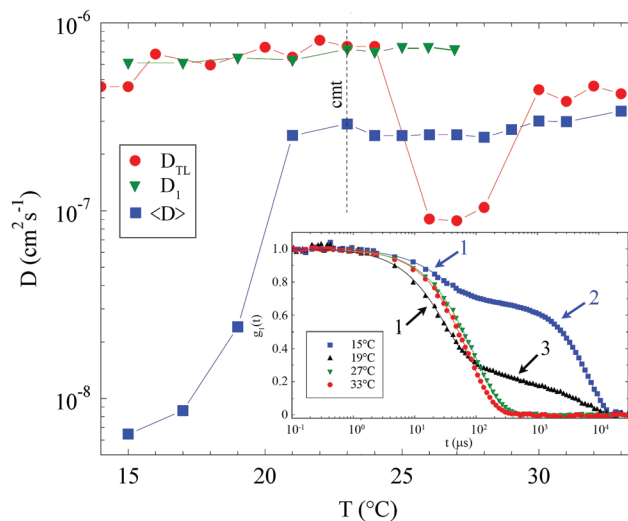 10⁻⁶
10⁻⁷
10⁻⁸
D (cm² s⁻¹)
cmt
D_TL
D_1
<D>
15 20 25 30
T (°C)
1.0
0.8
0.6
0.4
0.2
0
g₁(t)
1
2
1
3
15°C
19°C
27°C
33°C
10⁻¹ 10⁰ 10¹ 10² 10³ 10⁴
t (μs)